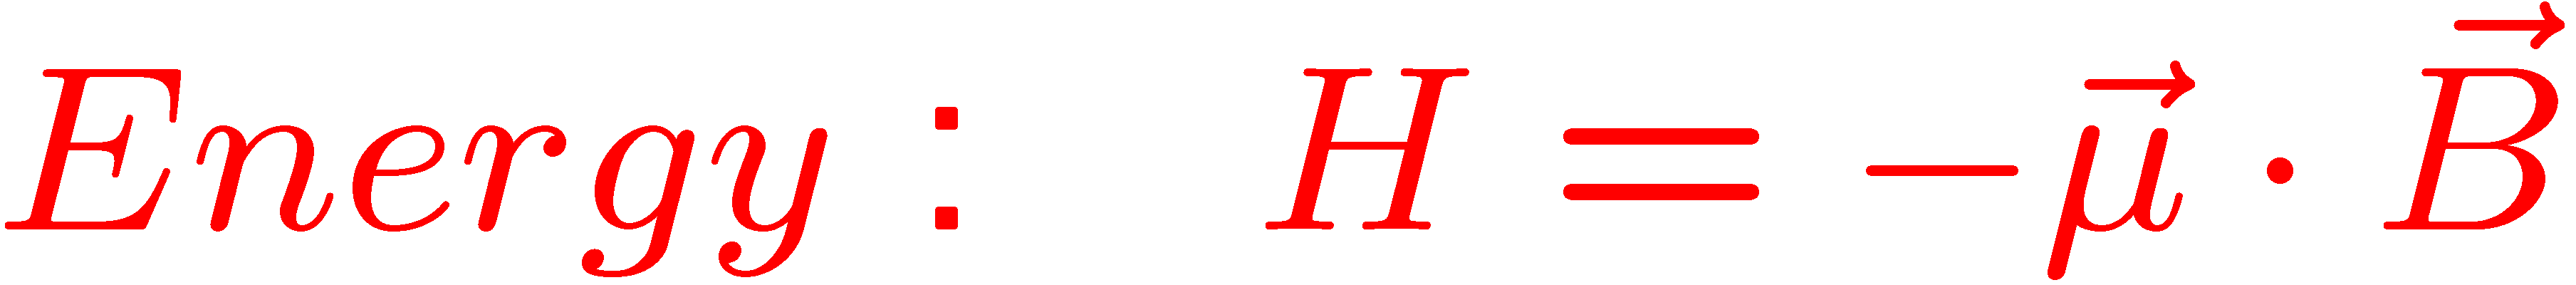 Energy : H = −μ⃗ · B⃗